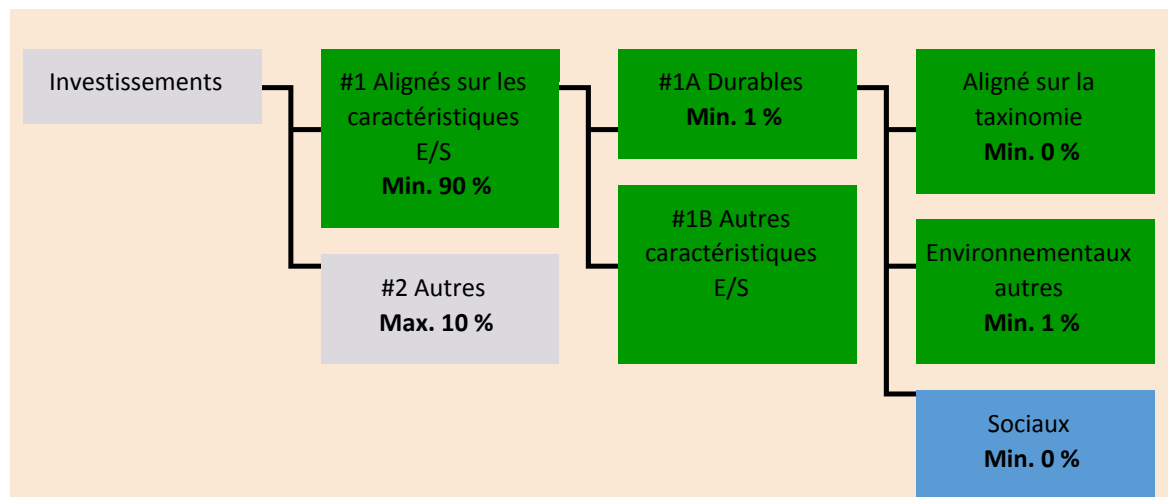 Investissements
#1 Alignés sur les
caractéristiques
E/S
Min. 90 %
#2 Autres
Max. 10 %
#1A Durables
Min. 1 %
#1B Autres
caractéristiques
E/S
Aligné sur la
taxinomie
Min. 0 %
Environnementaux
autres
Min. 1 %
Sociaux
Min. 0 %